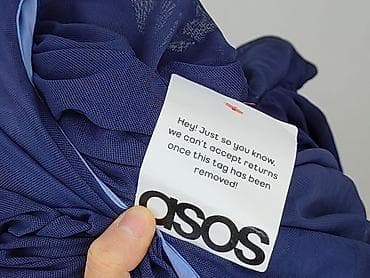 Hey! Just so you know,
we can't accept returns
once this tag has been
removed!
asos